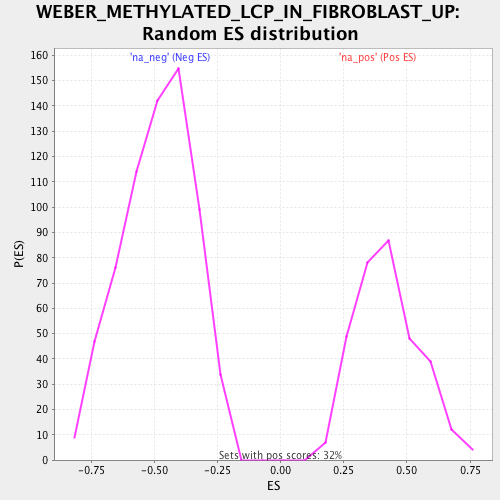 WEBER_METHYLATED_LCP_IN_FIBROBLAST_UP:
Random ES distribution
'na_neg' (Neg ES) 'na_pos' (Pos ES)
160
150
140
130
120
110
100
90
80
70
60
50
40
30
20
10
0
P(ES)
Sets with pos scores: 32%
-0.75 -0.50 -0.25 0.00 0.25 0.50 0.75
ES